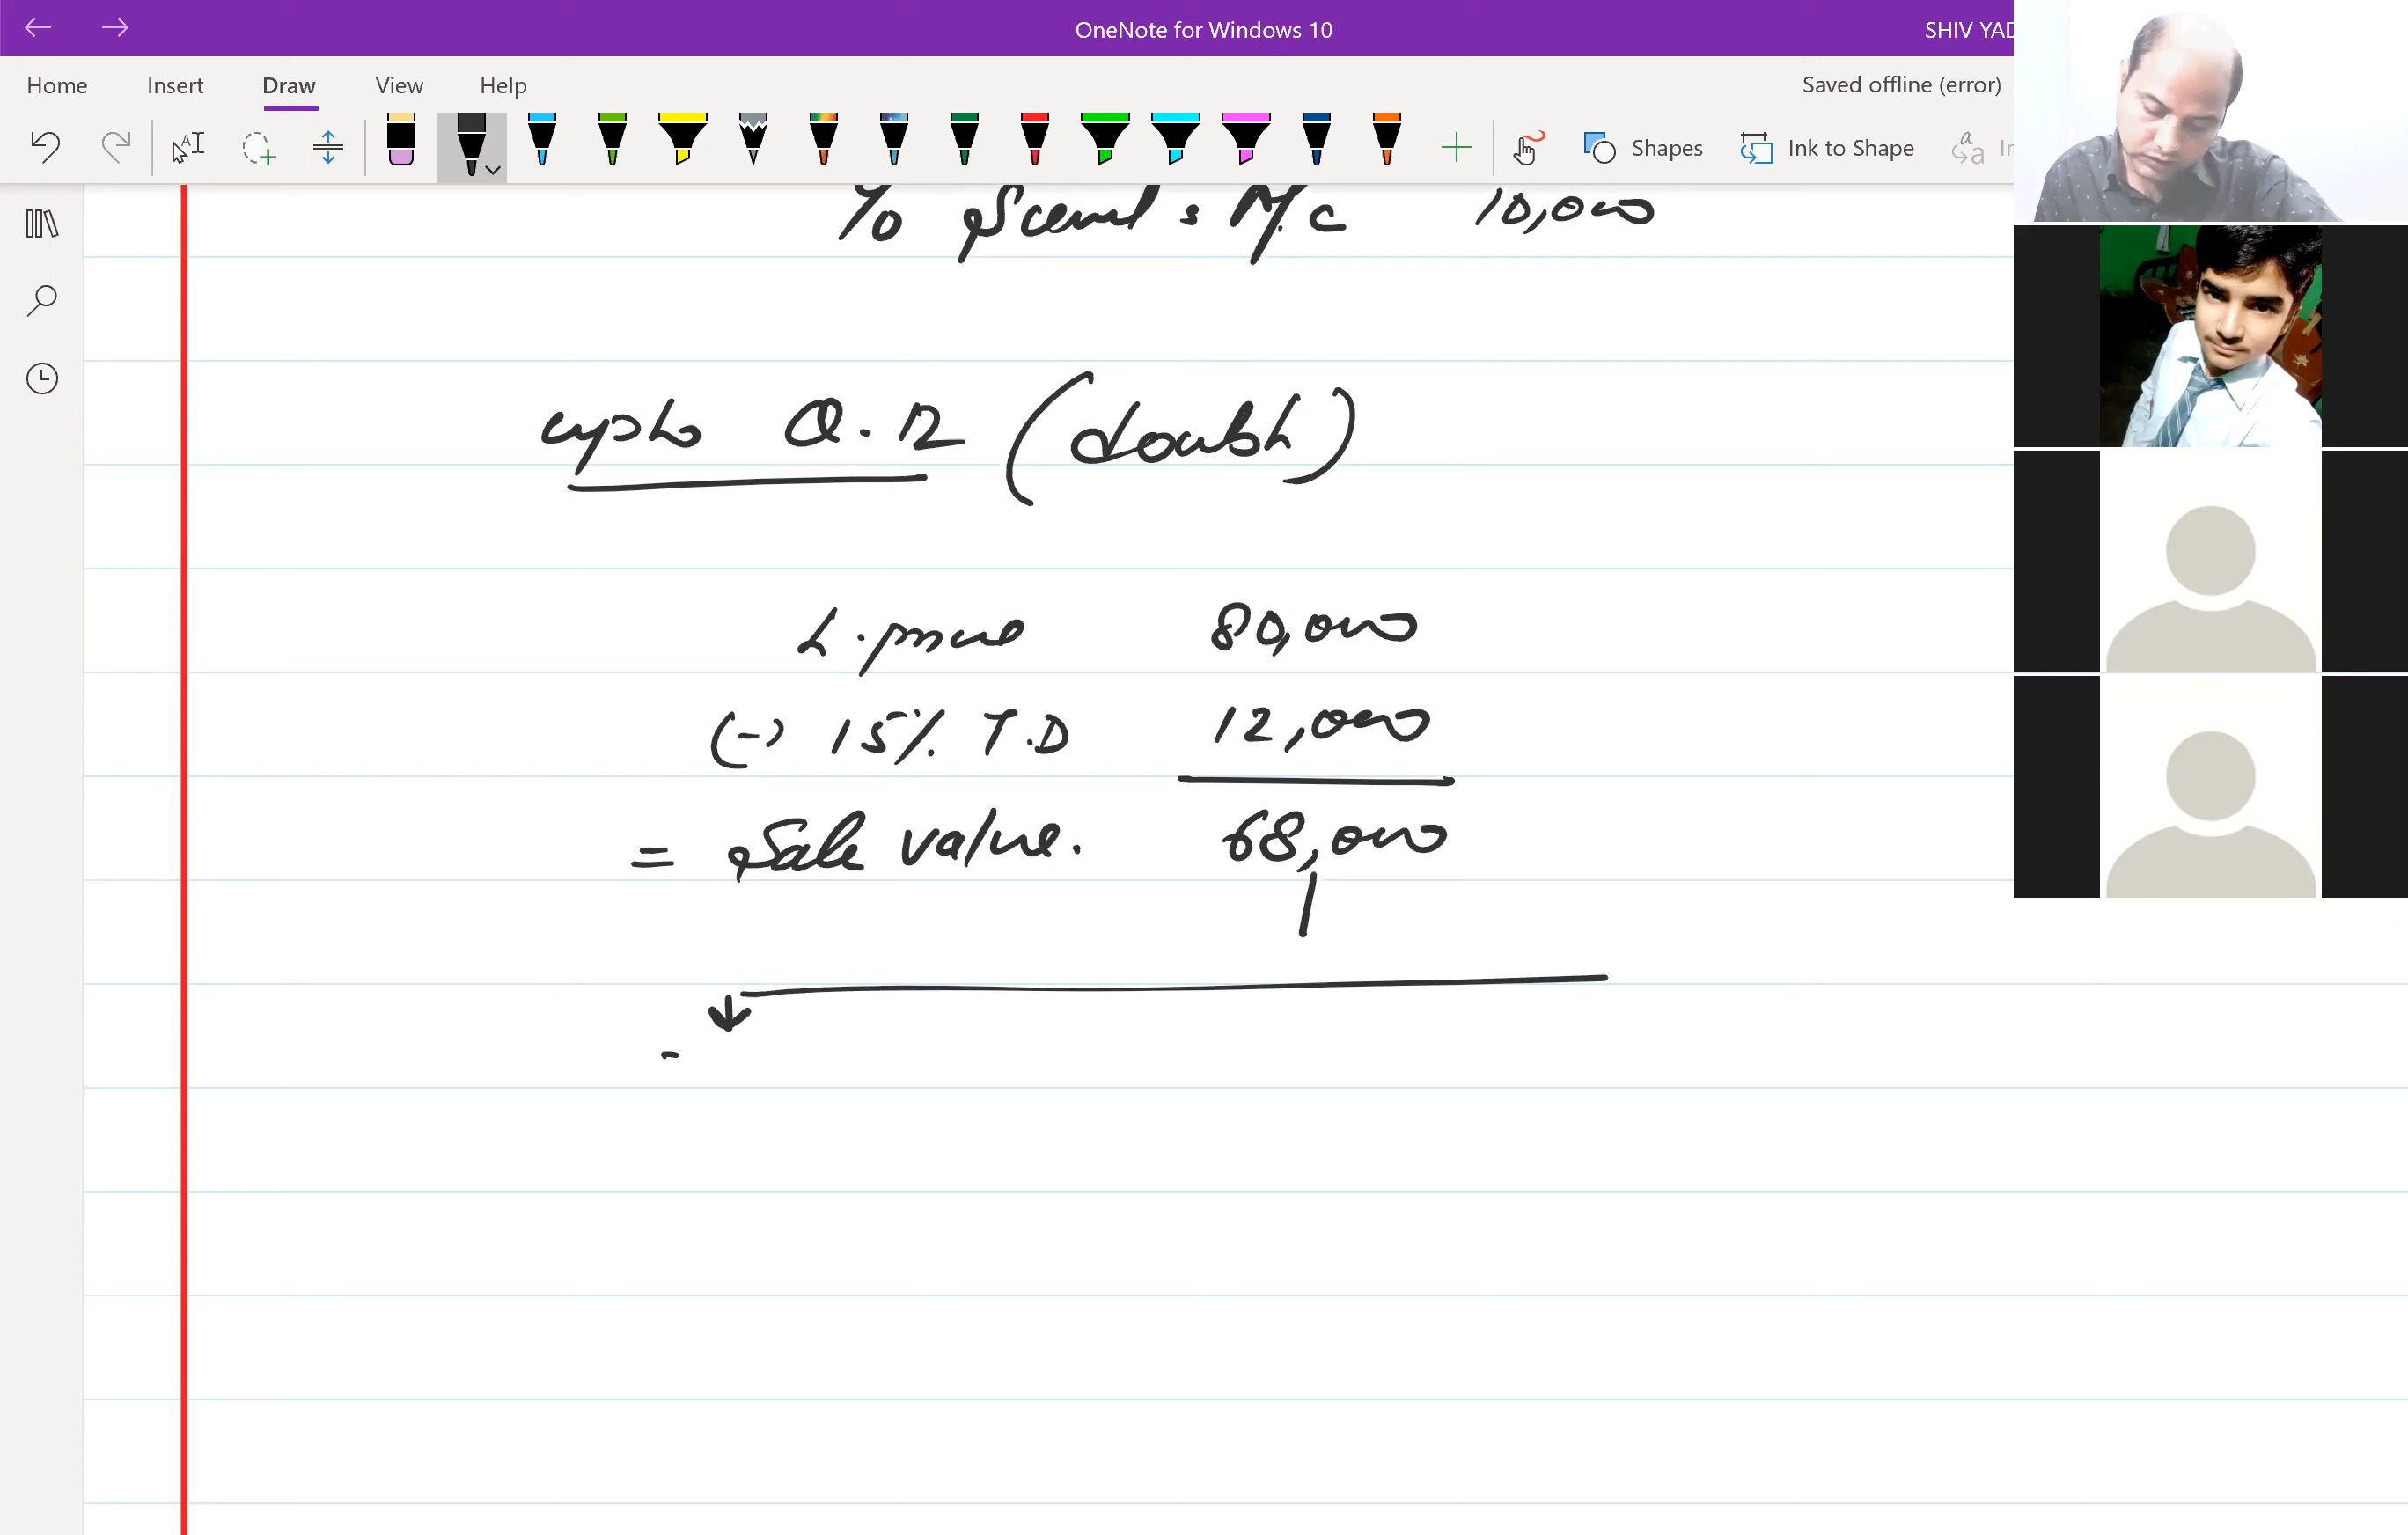 OneNote for Windows 10
SHIV YAD
Home Insert Draw View Help
Saved offline (error)
Shapes Ink to Shape In
10,000
upto Q.12 (doubt)
L.price 80,000
(-) 15% T.D 12,000
= Sale value. 68,000